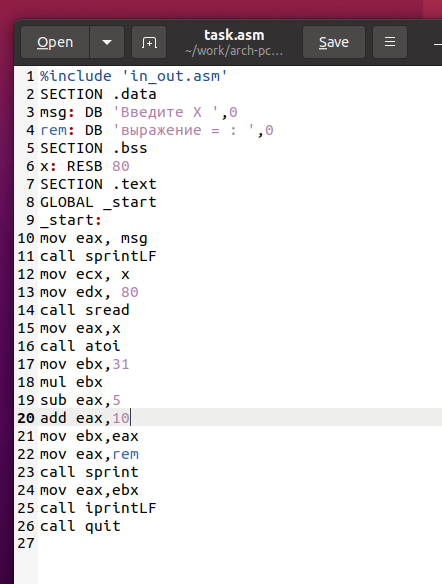 Open
task.asm
~/work/arch-pc...
Save
1 %include 'in_out.asm'
2 SECTION .data
3 msg: DB 'Введите X ',0
4 rem: DB 'выражение = : ',0
5 SECTION .bss
6 x: RESB 80
7 SECTION .text
8 GLOBAL _start
9 _start:
10 mov eax, msg
11 call sprintLF
12 mov ecx, x
13 mov edx, 80
14 call sread
15 mov eax,x
16 call atoi
17 mov ebx,31
18 mul ebx
19 sub eax,5
20 add eax,10
21 mov ebx,eax
22 mov eax,rem
23 call sprint
24 mov eax,ebx
25 call iprintLF
26 call quit
27